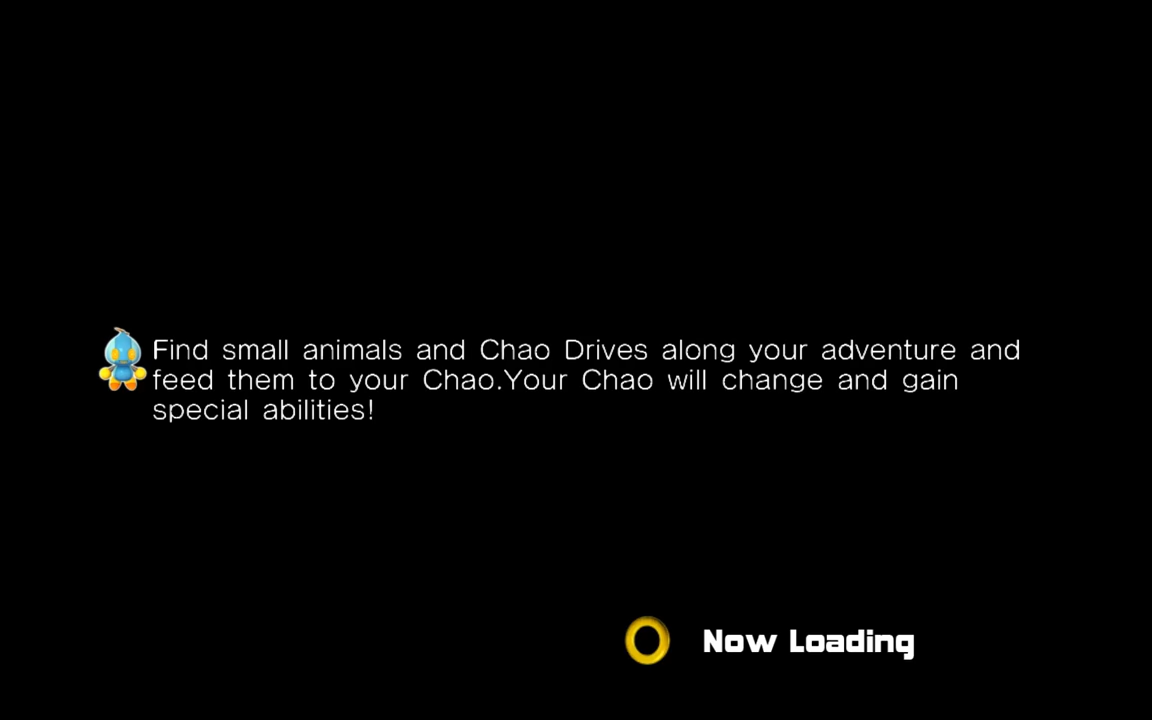 Find small animals and Chao Drives along your adventure and
feed them to your Chao.Your Chao will change and gain
special abilities!
Now Loading